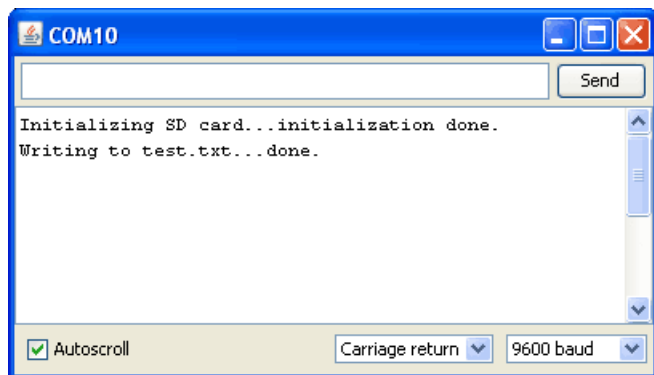 COM10
Send
Initializing SD card...initialization done.
Writing to test.txt...done.
Autoscroll
Carriage return
9600 baud